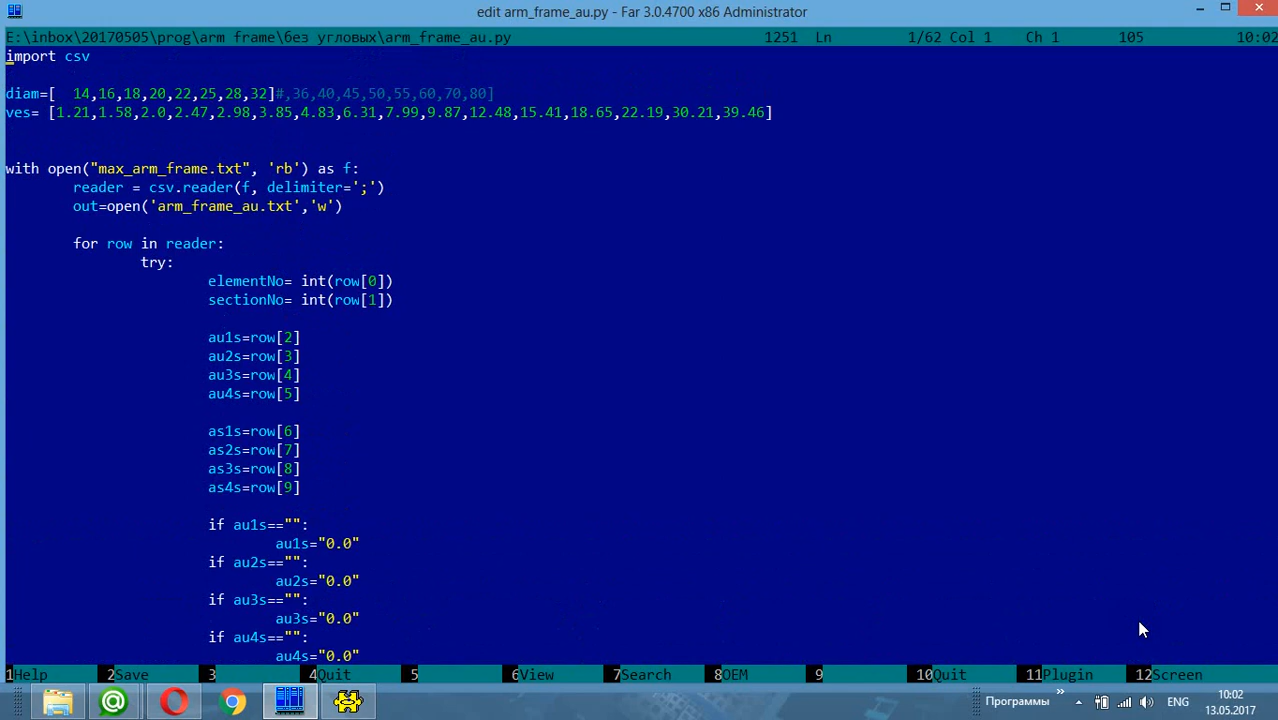 edit arm_frame_au.py - Far 3.0.4700 x86 Administrator
E:\inbox\20170505\prog\arm frame\без угловых\arm_frame_au.py 1251 Ln 1/62 Col 1 Ch 1 105 10:02
import csv
diam=[  14,16,18,20,22,25,28,32]#,36,40,45,50,55,60,70,80]
ves= [1.21,1.58,2.0,2.47,2.98,3.85,4.83,6.31,7.99,9.87,12.48,15.41,18.65,22.19,30.21,39.46]
with open("max_arm_frame.txt", 'rb') as f:
reader = csv.reader(f, delimiter=';')
out=open('arm_frame_au.txt','w')
for row in reader:
try:
elementNo= int(row[0])
sectionNo= int(row[1])
au1s=row[2]
au2s=row[3]
au3s=row[4]
au4s=row[5]
as1s=row[6]
as2s=row[7]
as3s=row[8]
as4s=row[9]
if au1s=="":
au1s="0.0"
if au2s=="":
au2s="0.0"
if au3s=="":
au3s="0.0"
if au4s=="":
au4s="0.0"
1Help 2Save 3 4Quit 5 6View 7Search 8OEM 9 10Quit 11Plugin 12Screen
Программы » ENG 10:02
13.05.2017